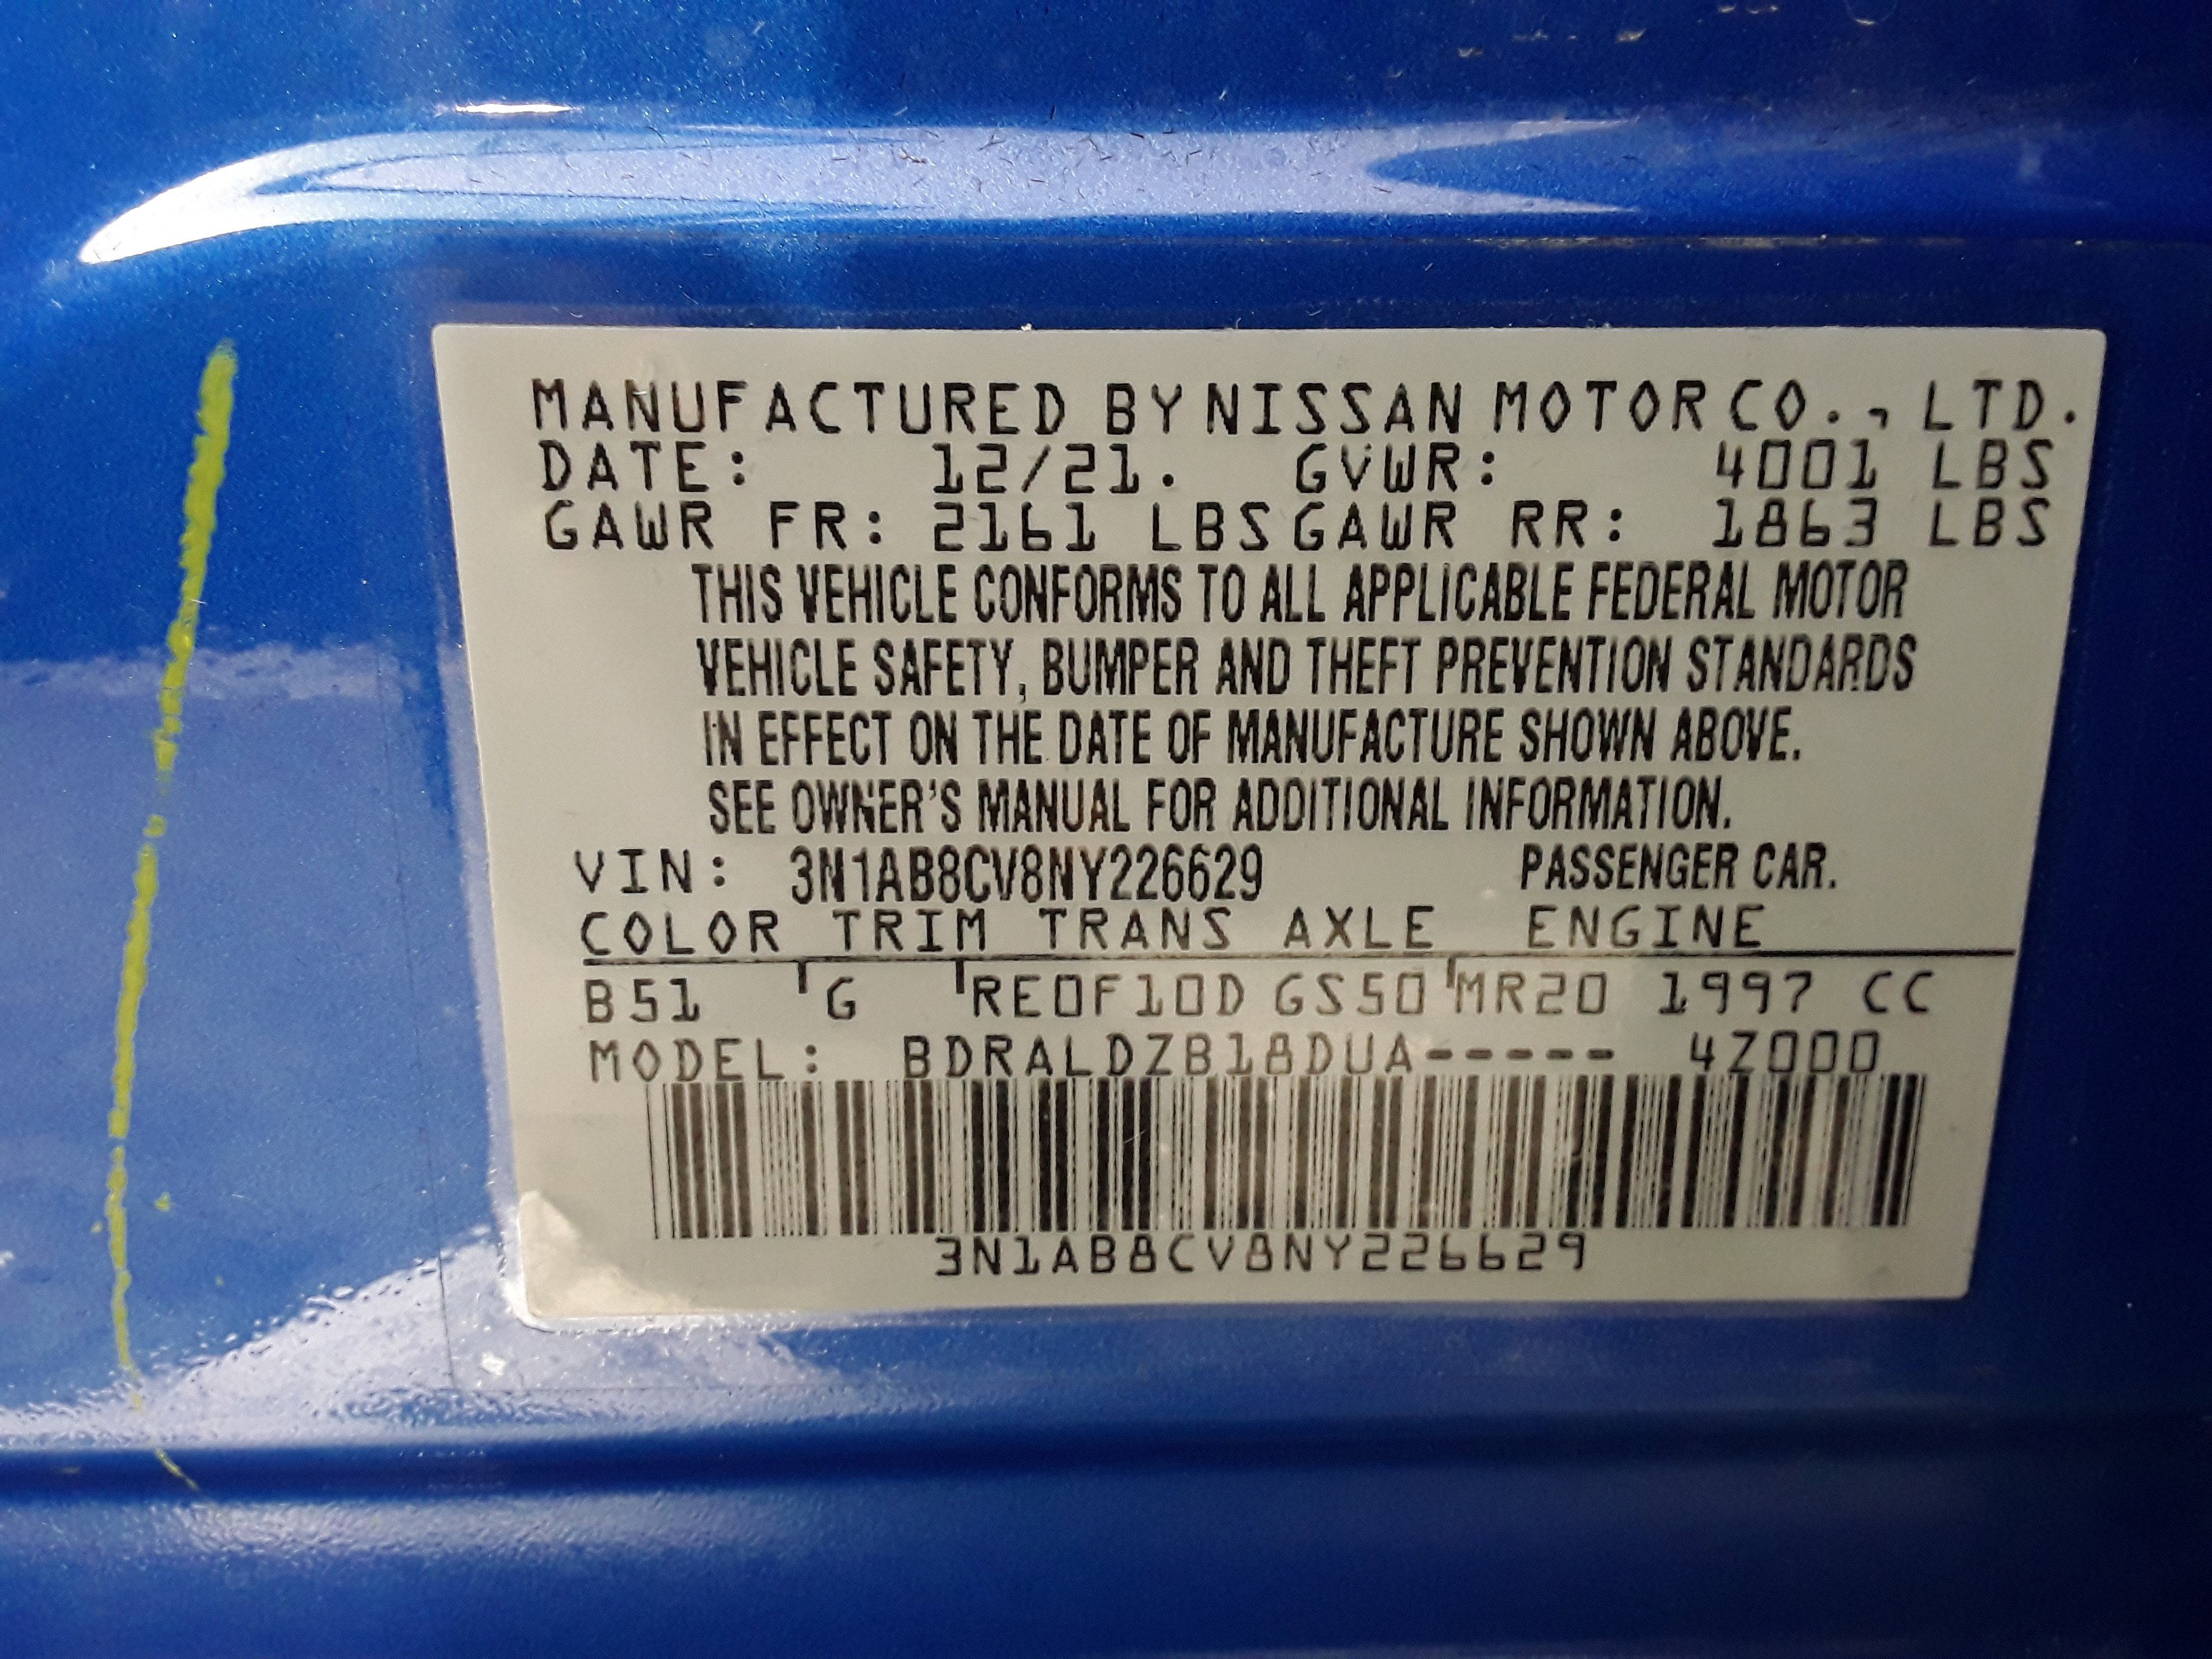 MANUFACTURED BY NISSAN MOTOR CO., LTD.
DATE: 12/21. GVWR: 4001 LBS
GAWR FR: 2161 LBS GAWR RR: 1863 LBS
THIS VEHICLE CONFORMS TO ALL APPLICABLE FEDERAL MOTOR
VEHICLE SAFETY, BUMPER AND THEFT PREVENTION STANDARDS
IN EFFECT ON THE DATE OF MANUFACTURE SHOWN ABOVE.
SEE OWNER'S MANUAL FOR ADDITIONAL INFORMATION.
VIN: 3N1AB8CV8NY226629 PASSENGER CAR.
COLOR TRIM TRANS AXLE ENGINE
B51 G RE0F10D GS50 MR20 1997 CC
MODEL: BDRALDZB18DUA----- 4Z000
3N1AB8CV8NY226629